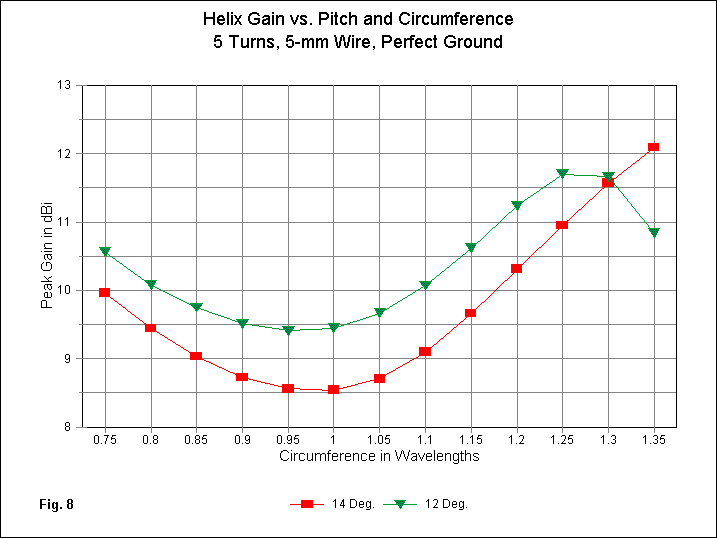 Helix Gain vs. Pitch and Circumference
5 Turns, 5-mm Wire, Perfect Ground
13
12
11
10
9
8
Peak Gain in dBi
0.75 0.8 0.85 0.9 0.95 1 1.05 1.1 1.15 1.2 1.25 1.3 1.35
Circumference in Wavelengths
Fig. 8 14 Deg. 12 Deg.